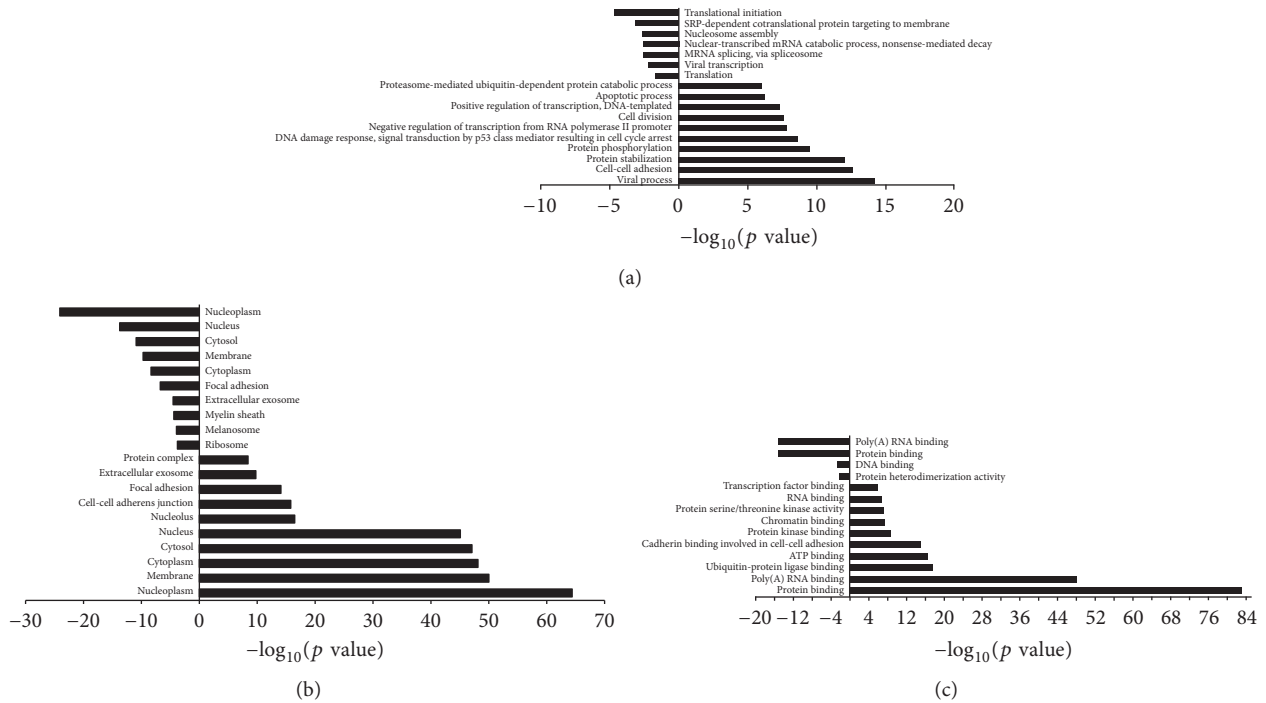 Translational initiation
SRP-dependent cotranslational protein targeting to membrane
Nucleosome assembly
Nuclear-transcribed mRNA catabolic process, nonsense-mediated decay
MRNA splicing, via spliceosome
Viral transcription
Translation
Proteasome-mediated ubiquitin-dependent protein catabolic process
Apoptotic process
Positive regulation of transcription, DNA-templated
Cell division
Negative regulation of transcription from RNA polymerase II promoter
DNA damage response, signal transduction by p53 class mediator resulting in cell cycle arrest
Protein phosphorylation
Protein stabilization
Cell-cell adhesion
Viral process
−10 −5 0 5 10 15 20
−log10(p value)
(a)
Nucleoplasm
Nucleus
Cytosol
Membrane
Cytoplasm
Focal adhesion
Extracellular exosome
Myelin sheath
Melanosome
Ribosome
Protein complex
Extracellular exosome
Focal adhesion
Cell-cell adherens junction
Nucleolus
Nucleus
Cytosol
Cytoplasm
Membrane
Nucleoplasm
−30 −20 −10 0 10 20 30 40 50 60 70
−log10(p value)
(b)
Poly(A) RNA binding
Protein binding
DNA binding
Protein heterodimerization activity
Transcription factor binding
RNA binding
Protein serine/threonine kinase activity
Chromatin binding
Protein kinase binding
Cadherin binding involved in cell-cell adhesion
ATP binding
Ubiquitin-protein ligase binding
Poly(A) RNA binding
Protein binding
−20 −12 −4 4 12 20 28 36 44 52 60 68 76 84
−log10(p value)
(c)